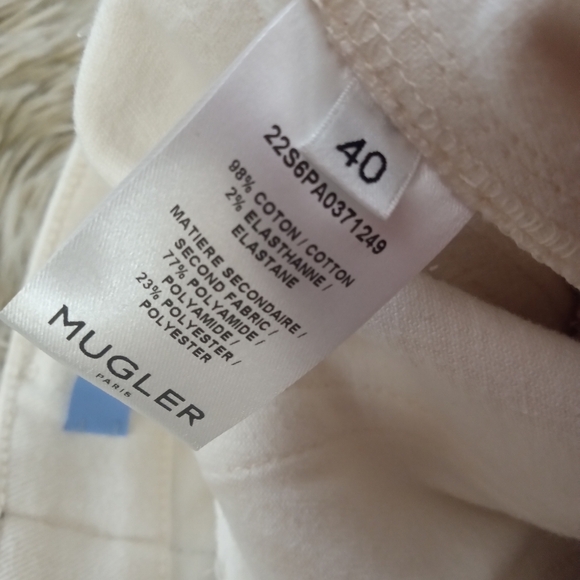 40
22S6PA0371249
98% COTON / COTTON
2% ELASTHANNE /
ELASTANE
MATIERE SECONDAIRE /
SECOND FABRIC /
77% POLYAMIDE /
POLYAMIDE /
23% POLYESTER /
POLYESTER
MUGLER
PARIS